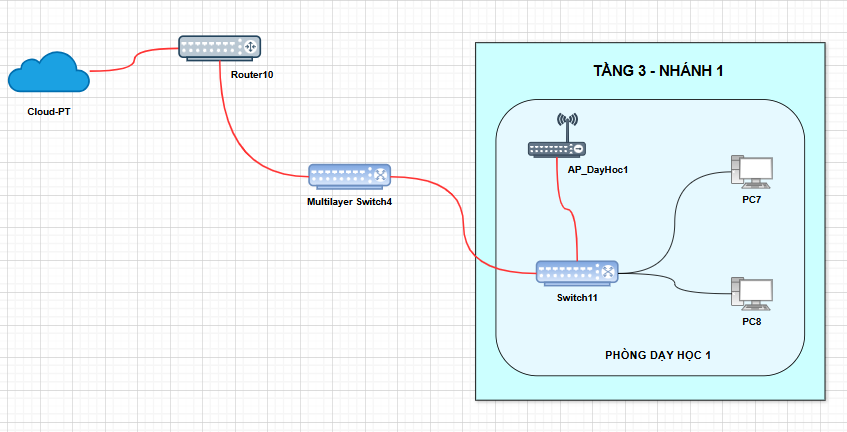 TẦNG 3 - NHÁNH 1
Router10
Cloud-PT
AP_DayHoc1
Multilayer Switch4
PC7
Switch11
PC8
PHÒNG DẠY HỌC 1